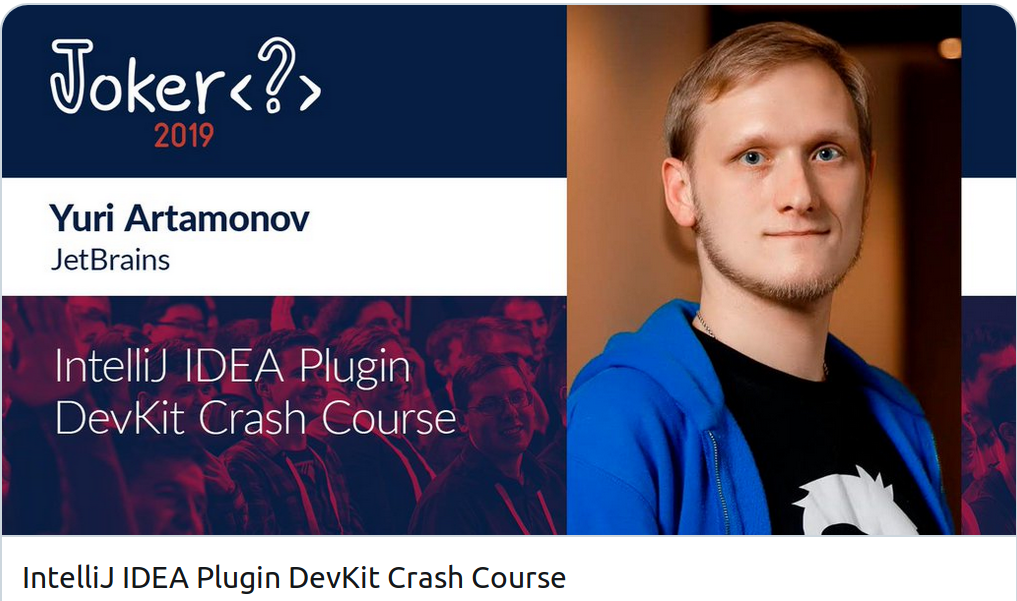 Joker<?>
2019
Yuri Artamonov
JetBrains
IntelliJ IDEA Plugin
DevKit Crash Course
IntelliJ IDEA Plugin DevKit Crash Course